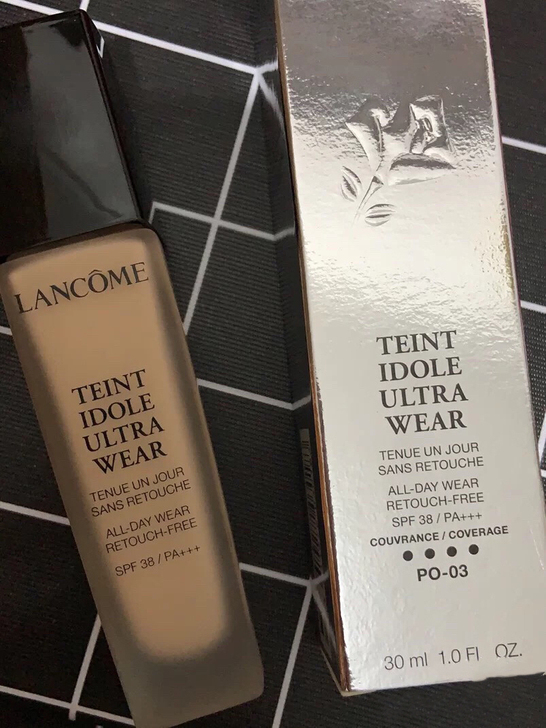 LANCÔME
TEINT
IDOLE
ULTRA
WEAR
TENUE UN JOUR
SANS RETOUCHE
ALL-DAY WEAR
RETOUCH-FREE
SPF 38 / PA+++
TEINT
IDOLE
ULTRA
WEAR
TENUE UN JOUR
SANS RETOUCHE
ALL-DAY WEAR
RETOUCH-FREE
SPF 38 / PA+++
COUVRANCE / COVERAGE
PO-03
30 ml 1.0 Fl OZ.